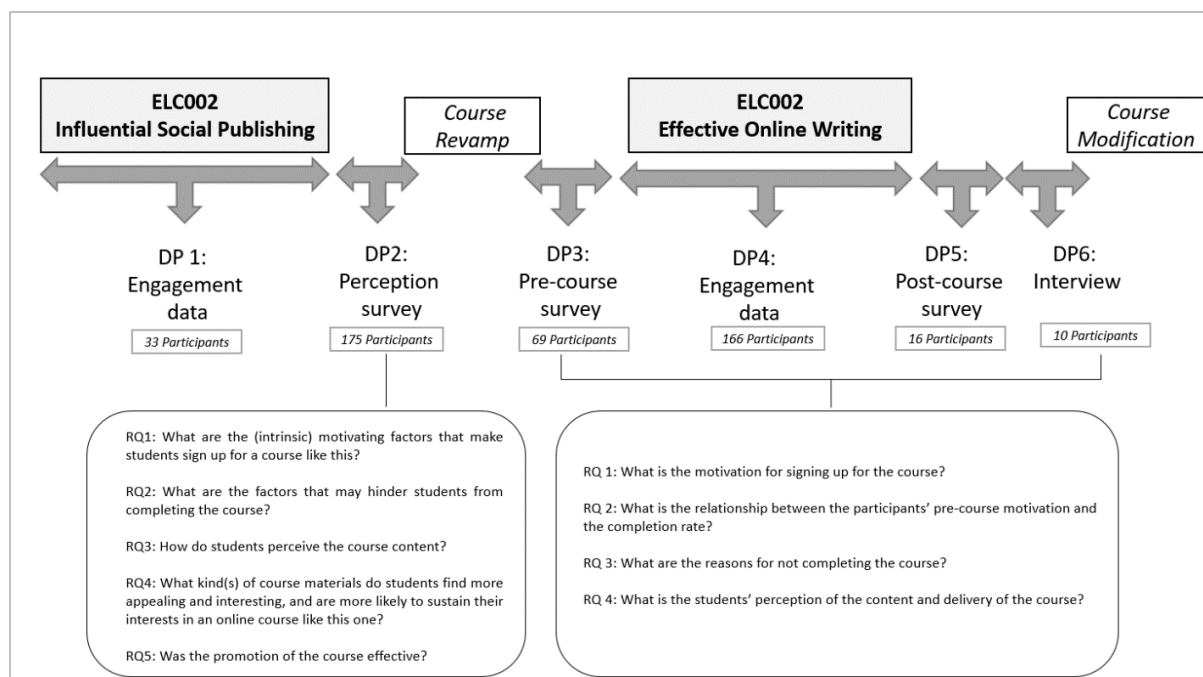 ELC002
Influential Social Publishing
Course
Revamp
ELC002
Effective Online Writing
Course
Modification
DP 1:
Engagement
data
33 Participants
DP2:
Perception
survey
175 Participants
DP3:
Pre-course
survey
69 Participants
DP4:
Engagement
data
166 Participants
DP5:
Post-course
survey
16 Participants
DP6:
Interview
10 Participants
RQ1: What are the (intrinsic) motivating factors that make
students sign up for a course like this?
RQ2: What are the factors that may hinder students from
completing the course?
RQ3: How do students perceive the course content?
RQ4: What kind(s) of course materials do students find more
appealing and interesting, and are more likely to sustain their
interests in an online course like this one?
RQ5: Was the promotion of the course effective?
RQ 1: What is the motivation for signing up for the course?
RQ 2: What is the relationship between the participants' pre-course motivation and
the completion rate?
RQ 3: What are the reasons for not completing the course?
RQ 4: What is the students' perception of the content and delivery of the course?